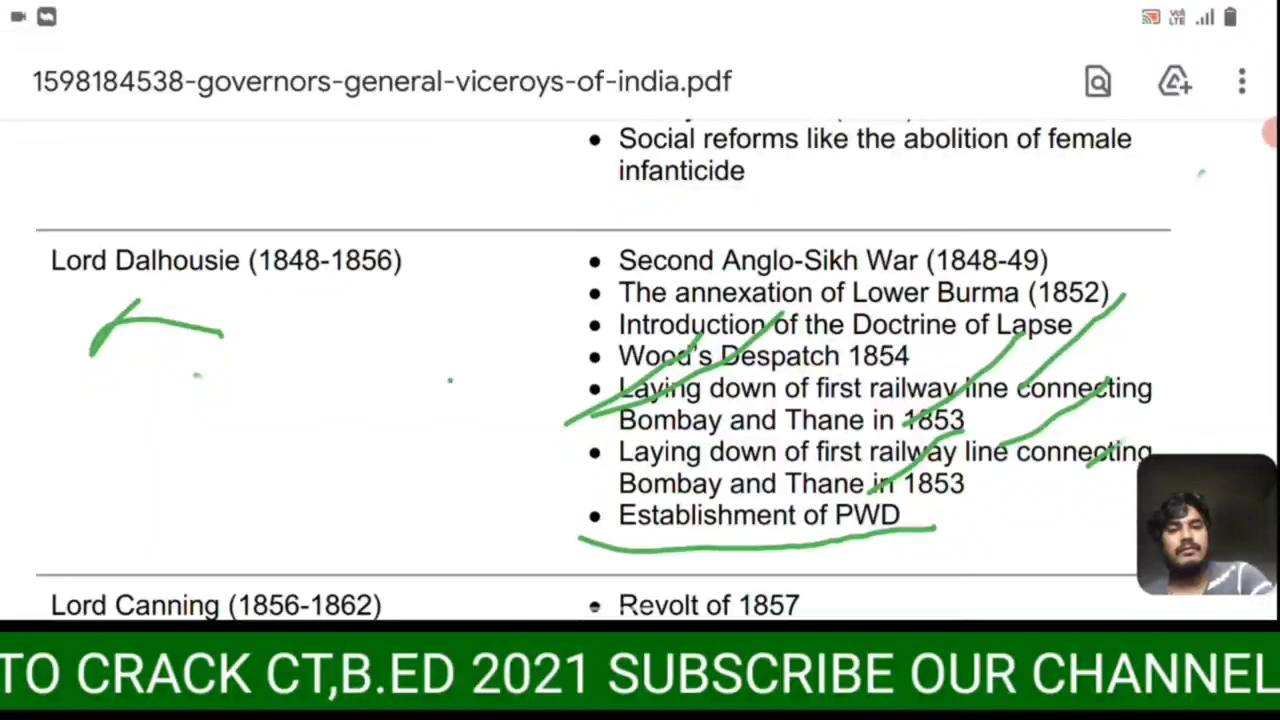 1598184538-governors-general-viceroys-of-india.pdf
• Social reforms like the abolition of female
infanticide
Lord Dalhousie (1848-1856)
• Second Anglo-Sikh War (1848-49)
• The annexation of Lower Burma (1852)
• Introduction of the Doctrine of Lapse
• Wood's Despatch 1854
• Laying down of first railway line connecting
Bombay and Thane in 1853
• Laying down of first railway line connecting
Bombay and Thane in 1853
• Establishment of PWD
Lord Canning (1856-1862)
• Revolt of 1857
TO CRACK CT,B.ED 2021 SUBSCRIBE OUR CHANNEL